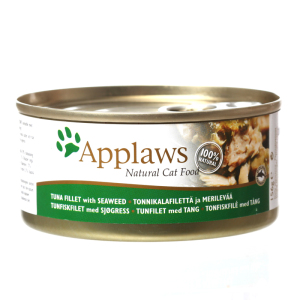 Applaws
Natural Cat Food
100%
NATURAL
TUNA FILLET with SEAWEED • TONNIKALAFILETTÄ ja MERILEVÄÄ
TUNFISKFILET med SJØGRESS • TUNFILET med TANG • TONFISKFILÉ med TÅNG